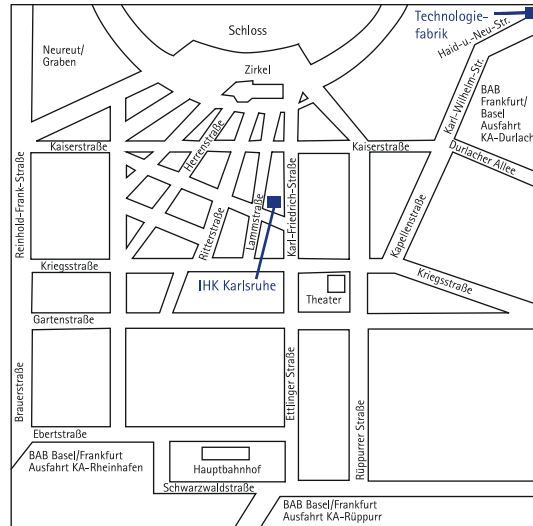 Technologie-
fabrik
Haid-u.-Neu-Str.
Schloss
Neureut/
Graben
Zirkel
Karl-Wilhelm-Str.
BAB
Frankfurt/
Basel
Ausfahrt
KA-Durlach
Herrenstraße
Kaiserstraße
Kaiserstraße
Durlacher Allee
Reinhold-Frank-Straße
Ritterstraße
Lammstraße
Karl-Friedrich-Straße
Kapellenstraße
Kriegsstraße
IHK Karlsruhe
Theater
Kriegsstraße
Gartenstraße
Brauerstraße
Ettlinger Straße
Rüppurrer Straße
Ebertstraße
BAB Basel/Frankfurt
Ausfahrt KA-Rheinhafen
Hauptbahnhof
Schwarzwaldstraße
BAB Basel/Frankfurt
Ausfahrt KA-Rüppurr